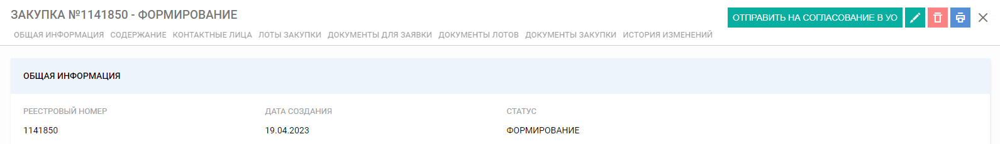 ЗАКУПКА №1141850 - ФОРМИРОВАНИЕ
ОТПРАВИТЬ НА СОГЛАСОВАНИЕ В УО
ОБЩАЯ ИНФОРМАЦИЯ СОДЕРЖАНИЕ КОНТАКТНЫЕ ЛИЦА ЛОТЫ ЗАКУПКИ ДОКУМЕНТЫ ДЛЯ ЗАЯВКИ ДОКУМЕНТЫ ЛОТОВ ДОКУМЕНТЫ ЗАКУПКИ ИСТОРИЯ ИЗМЕНЕНИЙ
ОБЩАЯ ИНФОРМАЦИЯ
РЕЕСТРОВЫЙ НОМЕР ДАТА СОЗДАНИЯ СТАТУС
1141850 19.04.2023 ФОРМИРОВАНИЕ